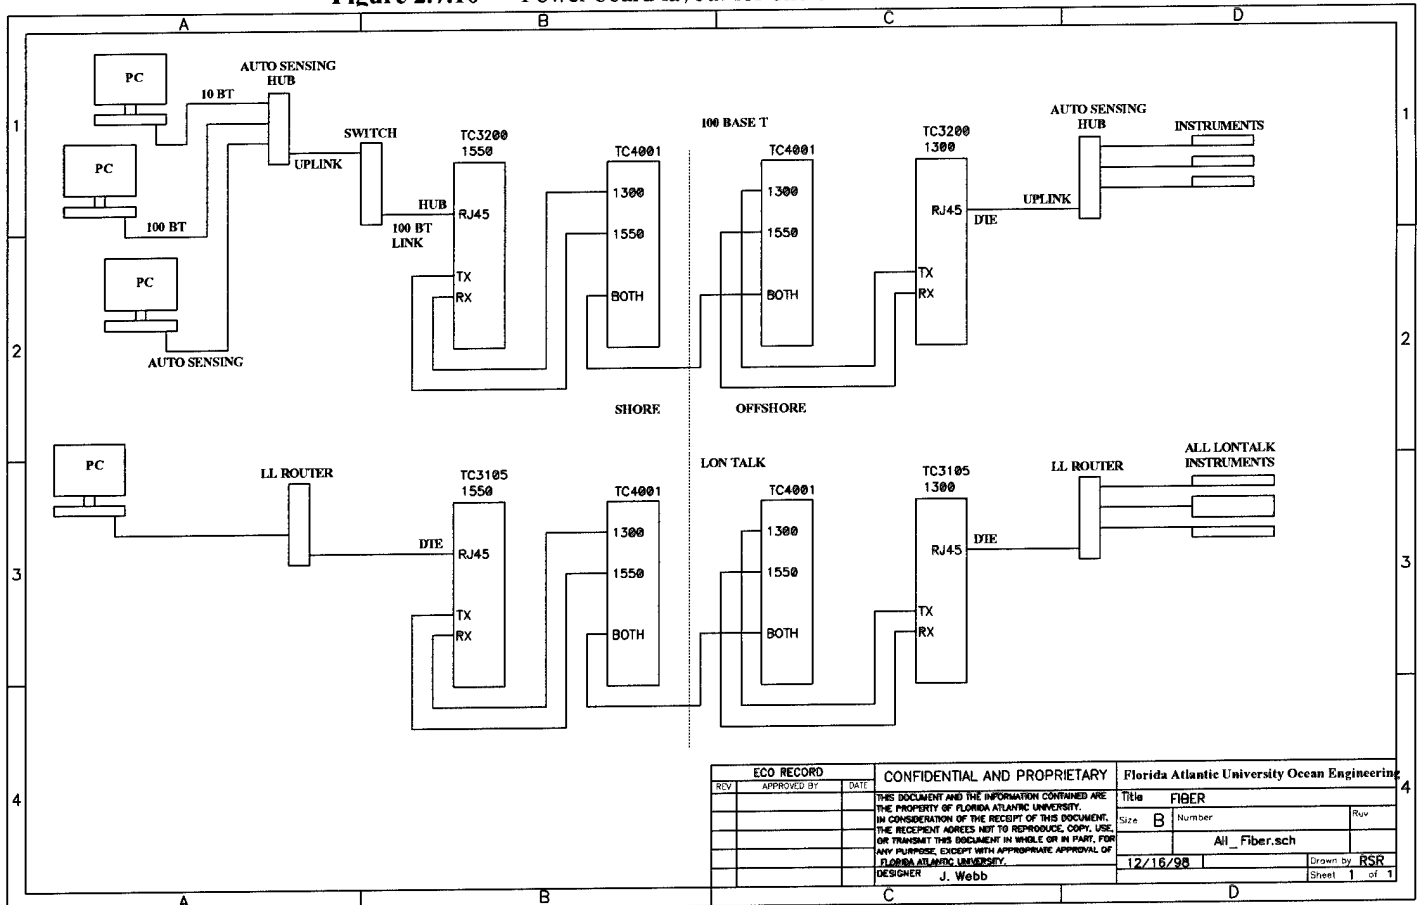 Figure 2.7.10
A B C D
1 1
PC
AUTO SENSING
HUB
10 BT
PC
100 BT
PC
AUTO SENSING
UPLINK
SWITCH
HUB
100 BT
LINK
TC3200
1550
RJ45
TX
RX
TC4001
1300
1550
BOTH
100 BASE T
TC4001
1300
1550
BOTH
TC3200
1300
RJ45
TX
RX
DTE
UPLINK
AUTO SENSING
HUB
INSTRUMENTS
2 2
SHORE
OFFSHORE
PC
LL ROUTER
DTE
TC3105
1550
RJ45
TX
RX
TC4001
1300
1550
BOTH
LON TALK
TC4001
1300
1550
BOTH
TC3105
1300
RJ45
TX
RX
DTE
LL ROUTER
ALL LONTALK
INSTRUMENTS
3 3
4 4
ECO RECORD
REV APPROVED BY DATE
CONFIDENTIAL AND PROPRIETARY
THIS DOCUMENT AND THE INFORMATION CONTAINED ARE
THE PROPERTY OF FLORIDA ATLANTIC UNIVERSITY.
IN CONSIDERATION OF THE RECEIPT OF THIS DOCUMENT,
THE RECEPIENT AGREES NOT TO REPRODUCE, COPY, USE,
OR TRANSMIT THIS DOCUMENT IN WHOLE OR IN PART, FOR
ANY PURPOSE, EXCEPT WITH APPROPRIATE APPROVAL OF
FLORIDA ATLANTIC UNIVERSITY.
DESIGNER J. Webb
Florida Atlantic University Ocean Engineering
Title FIBER
Size B Number Rev
All_Fiber.sch
12/16/98 Drawn by RSR
Sheet 1 of 1
A B C D